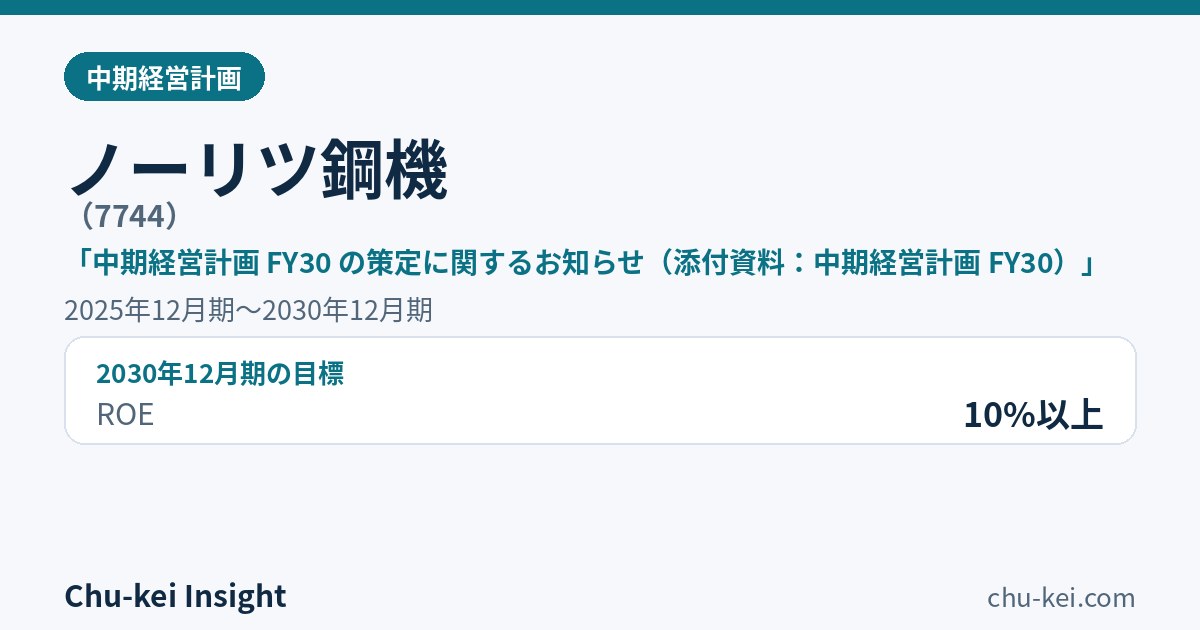 中期経営計画
ノーリツ鋼機
（7744）
「中期経営計画 FY30 の策定に関するお知らせ（添付資料：中期経営計画 FY30）」
2025年12月期～2030年12月期
2030年12月期の目標
ROE 10%以上
Chu-kei Insight chu-kei.com